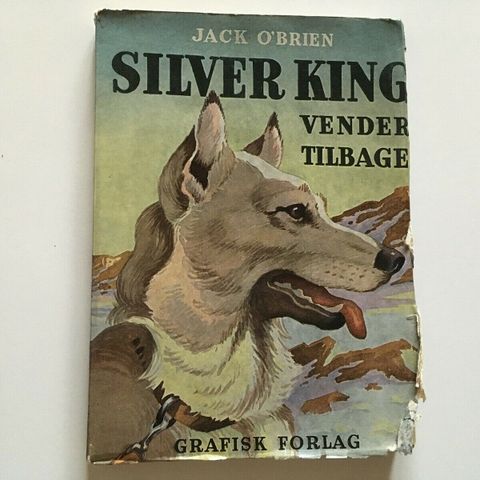 JACK O'BRIEN
SILVER KING
VENDER
TILBAGE
GRAFISK FORLAG